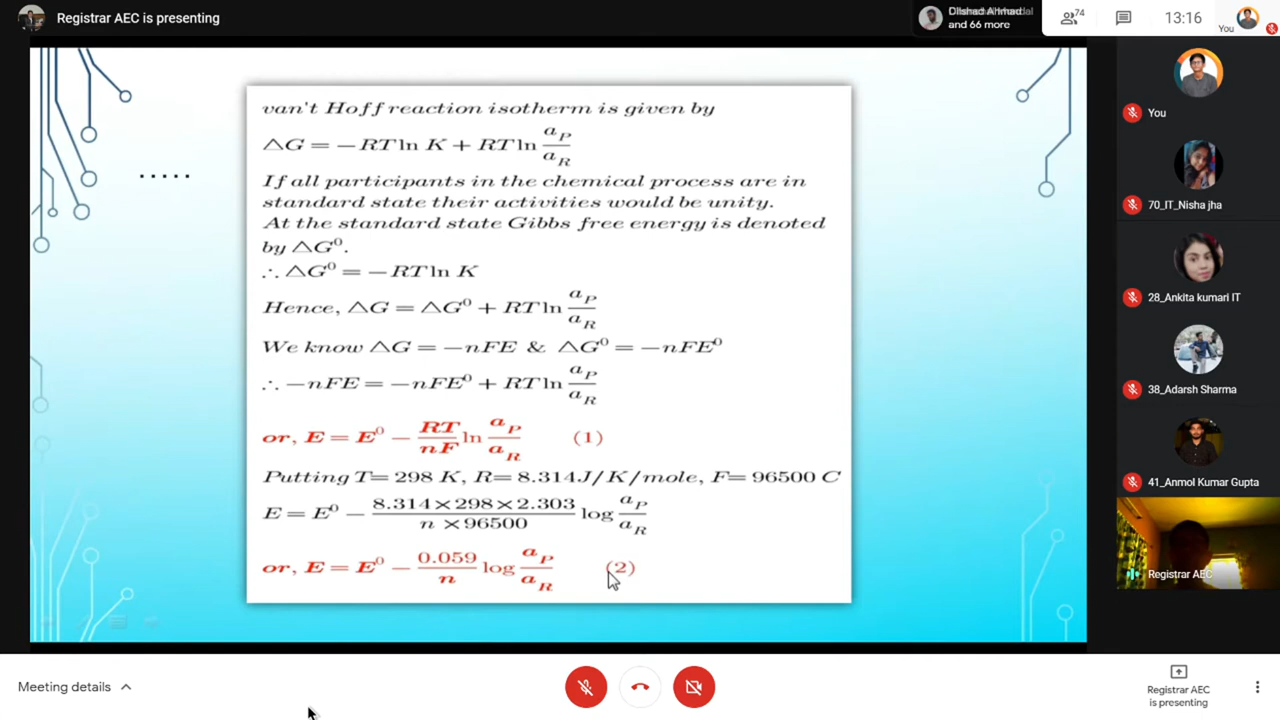 Registrar AEC is presenting
Dilshad Ahmad
and 66 more
74
13:16
You
van't Hoff reaction isotherm is given by
△G = −RT ln K + RT ln a_P/a_R
If all participants in the chemical process are in
standard state their activities would be unity.
At the standard state Gibbs free energy is denoted
by △G⁰.
∴ △G⁰ = −RT ln K
Hence, △G = △G⁰ + RT ln a_P/a_R
We know △G = −nFE & △G⁰ = −nFE⁰
∴ −nFE = −nFE⁰ + RT ln a_P/a_R
or, E = E⁰ − RT/nF ln a_P/a_R (1)
Putting T= 298 K, R= 8.314J/K/mole, F= 96500 C
E = E⁰ − 8.314×298×2.303/n ×96500 log a_P/a_R
or, E = E⁰ − 0.059/n log a_P/a_R (2)
.....
You
70_IT_Nisha jha
28_Ankita kumari IT
38_Adarsh Sharma
41_Anmol Kumar Gupta
Registrar AEC
Meeting details
Registrar AEC
is presenting